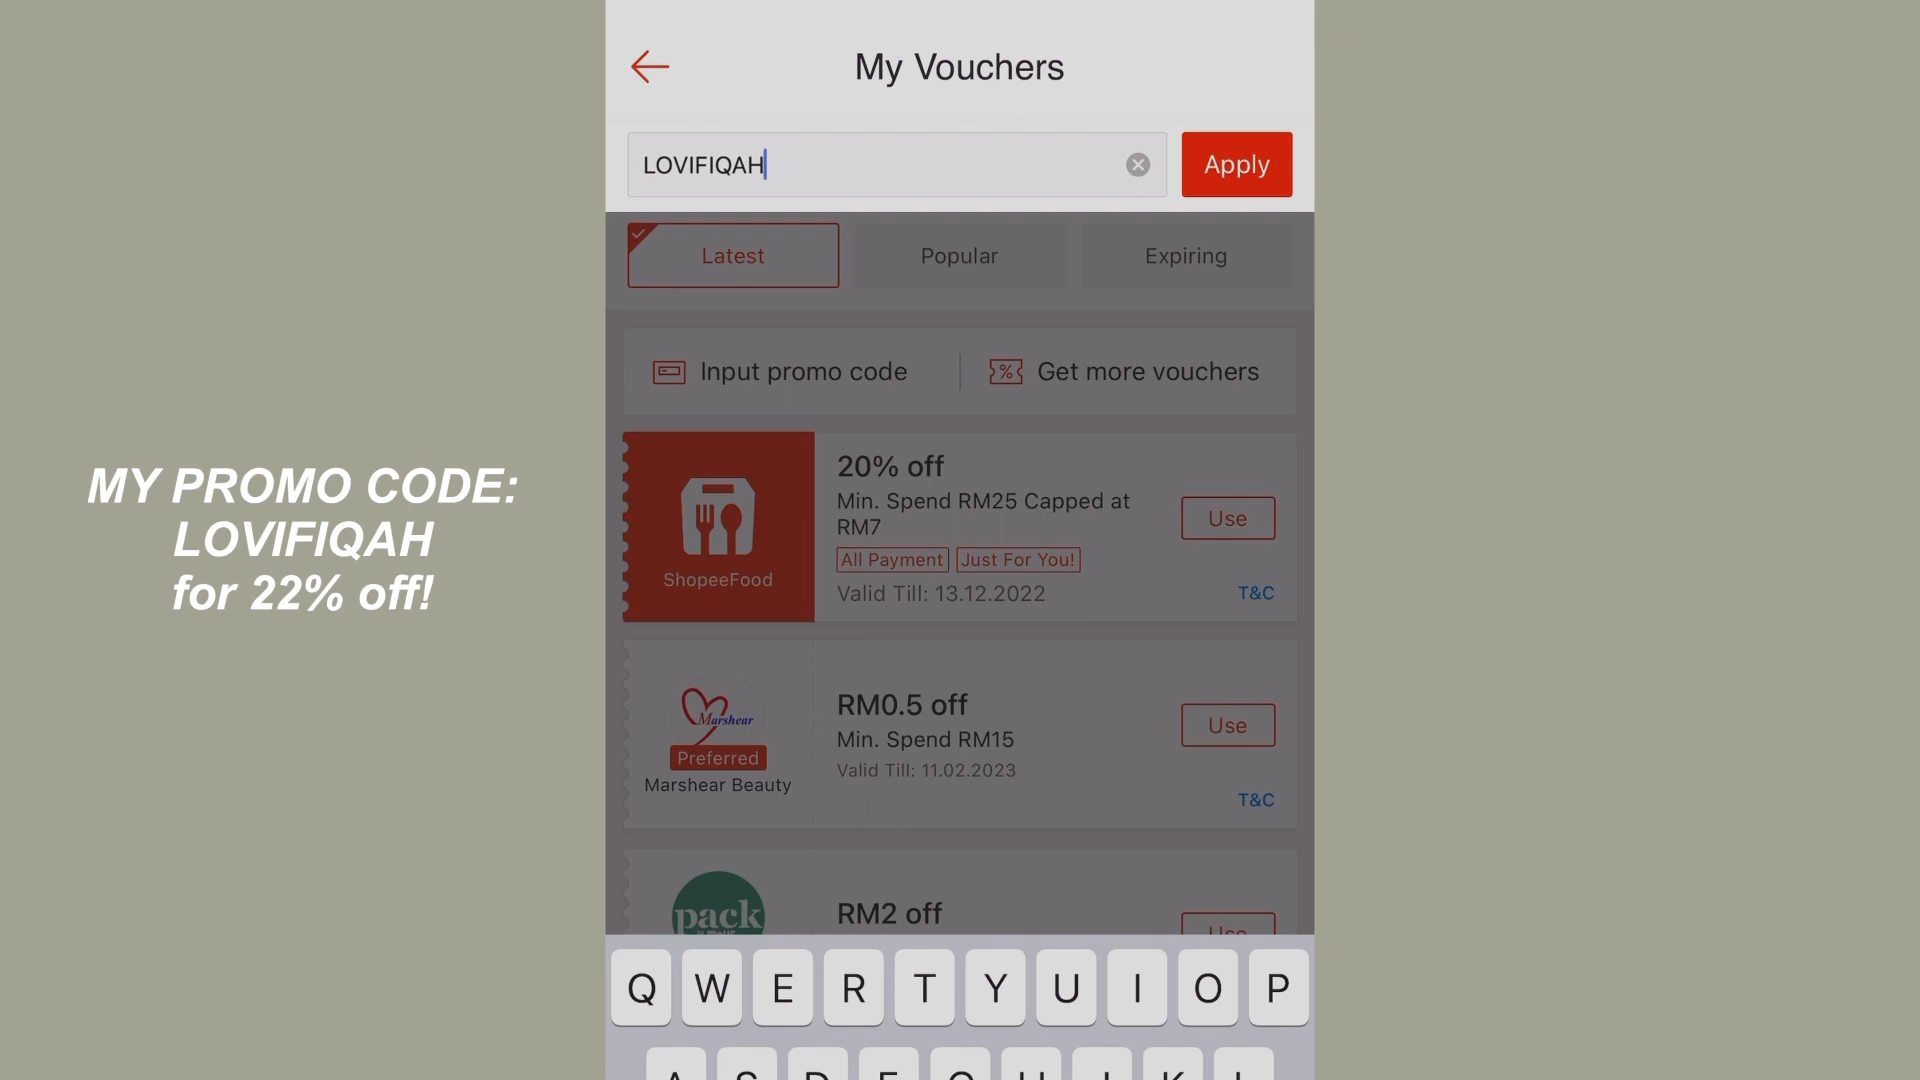 My Vouchers
LOVIFIQAH
Apply
Latest
Popular
Expiring
Input promo code
Get more vouchers
MY PROMO CODE:
LOVIFIQAH
for 22% off!
ShopeeFood
20% off
Min. Spend RM25 Capped at
RM7
All Payment Just For You!
Valid Till: 13.12.2022
Use
T&C
Marshear
Preferred
Marshear Beauty
RM0.5 off
Min. Spend RM15
Valid Till: 11.02.2023
Use
T&C
pack
RM2 off
Use
Q W E R T Y U I O P